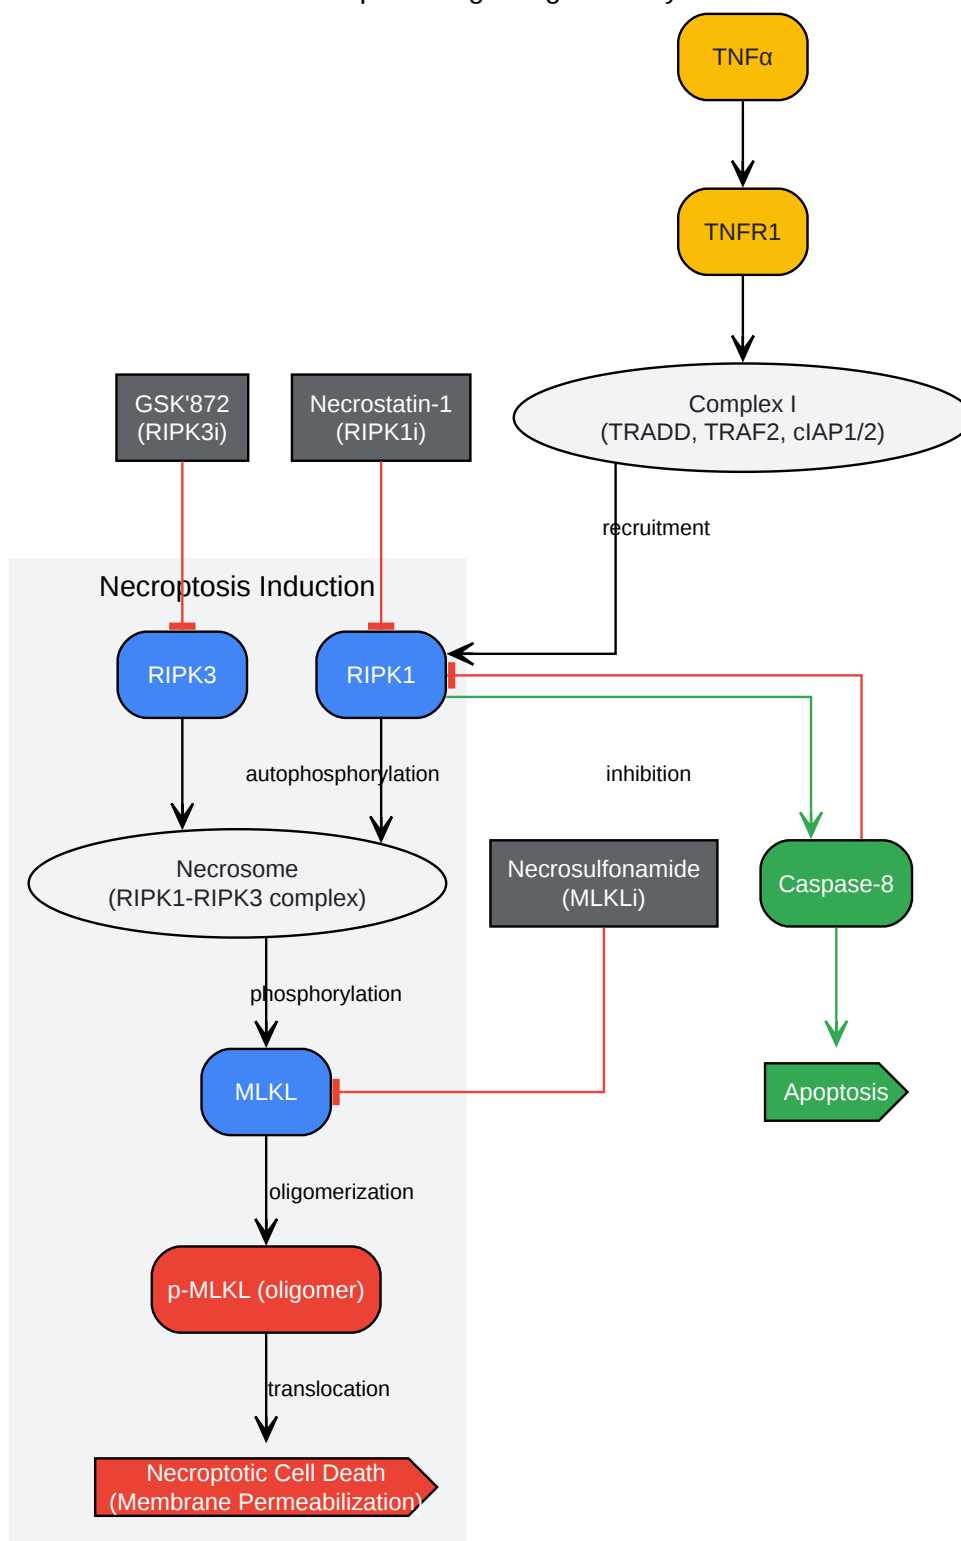 TNFα
TNFR1
Complex I
(TRADD, TRAF2, cIAP1/2)
GSK'872
(RIPK3i)
Necrostatin-1
(RIPK1i)
recruitment
Necroptosis Induction
RIPK3
RIPK1
autophosphorylation
inhibition
Necrosome
(RIPK1-RIPK3 complex)
Necrosulfonamide
(MLKLi)
Caspase-8
phosphorylation
MLKL
Apoptosis
oligomerization
p-MLKL (oligomer)
translocation
Necroptotic Cell Death
(Membrane Permeabilization)